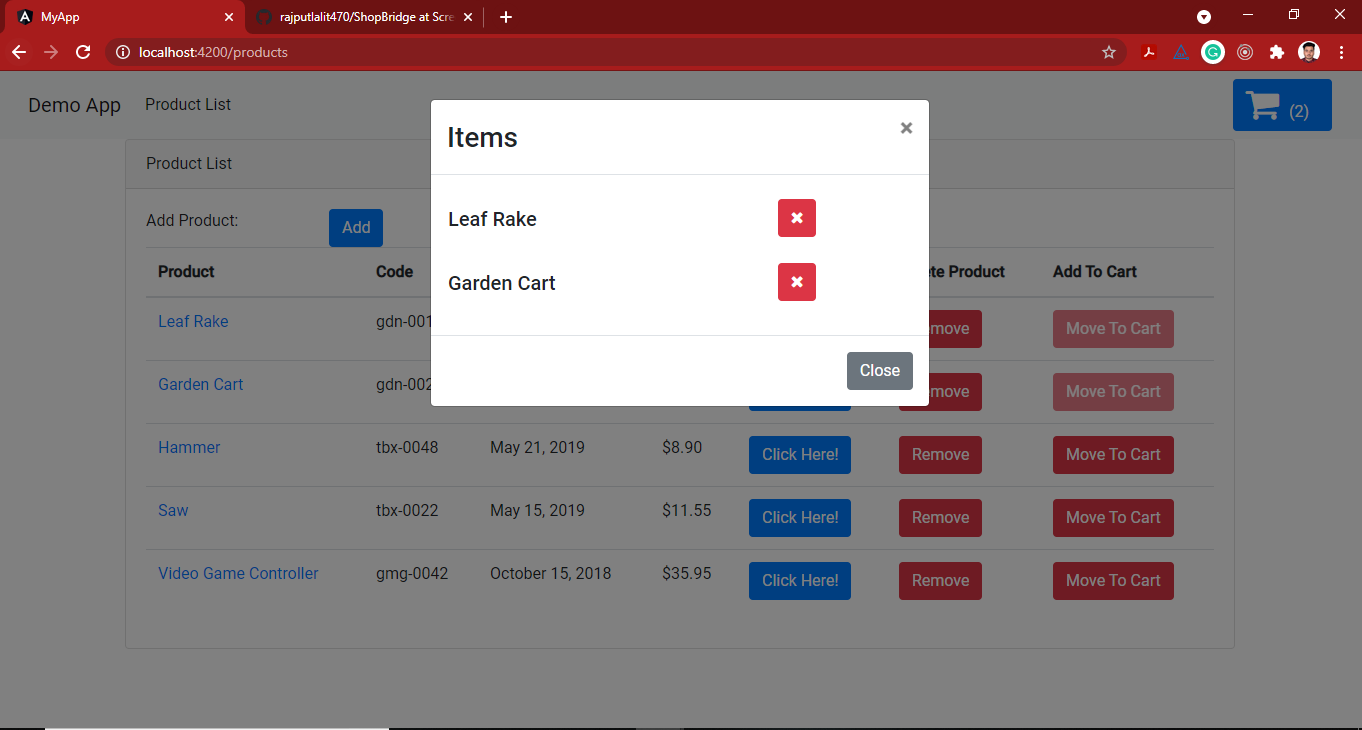 MyApp
rajputlalit470/ShopBridge at Scre
localhost:4200/products
Demo App Product List (2)
Items ×
Product List
Leaf Rake
Add Product: Add
Product Code te Product Add To Cart
Garden Cart
Leaf Rake gdn-001 move Move To Cart
Close
Garden Cart gdn-002 move Move To Cart
Hammer tbx-0048 May 21, 2019 $8.90 Click Here! Remove Move To Cart
Saw tbx-0022 May 15, 2019 $11.55 Click Here! Remove Move To Cart
Video Game Controller gmg-0042 October 15, 2018 $35.95 Click Here! Remove Move To Cart